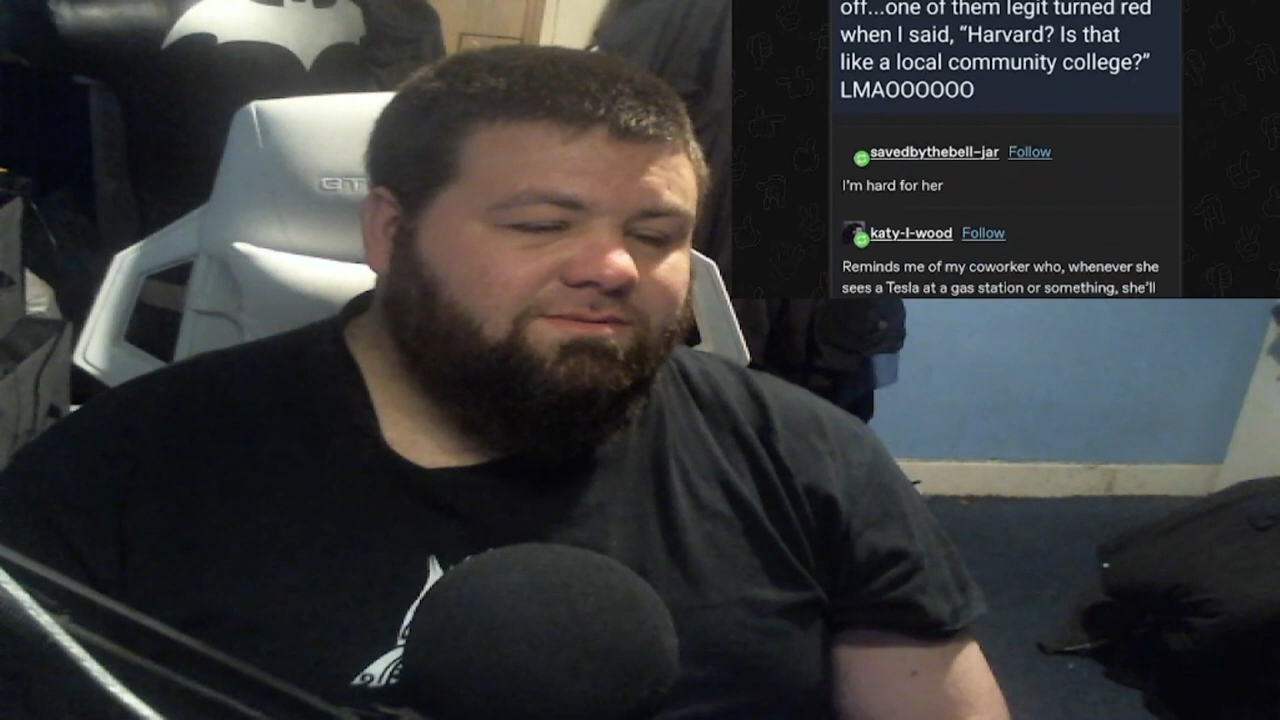 off...one of them legit turned red
when I said, “Harvard? Is that
like a local community college?”
LMAOOOOOO
savedbythebell-jar Follow
I'm hard for her
katy-l-wood Follow
Reminds me of my coworker who, whenever she
sees a Tesla at a gas station or something, she'll
GT